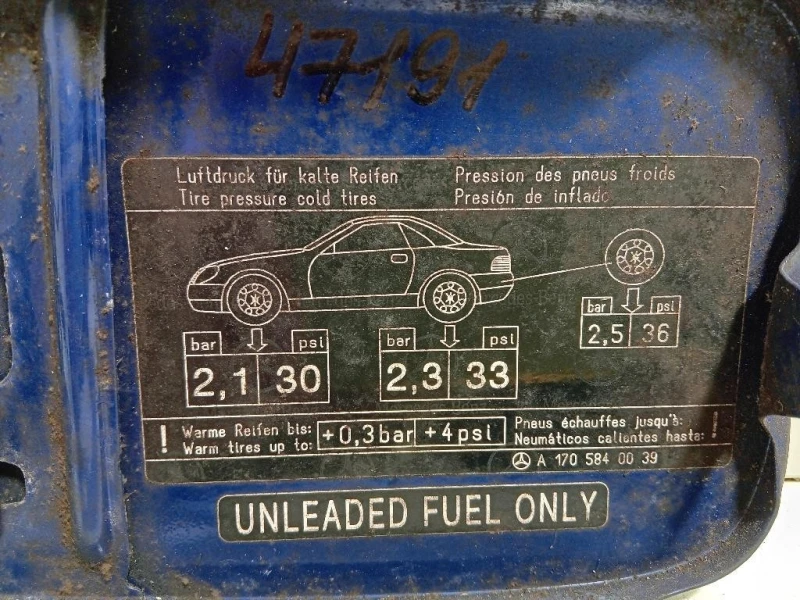 47191
Luftdruck für kalte Reifen
Tire pressure cold tires
Pression des pneus froids
Presión de inflado
bar psi
2,1 30
bar psi
2,3 33
bar psi
2,5 36
! Warme Reifen bis:
Warm tires up to:
+0,3bar +4psi
Pneus échauffes jusqu'à:
Neumáticos calientes hasta: !
A 170 584 00 39
UNLEADED FUEL ONLY